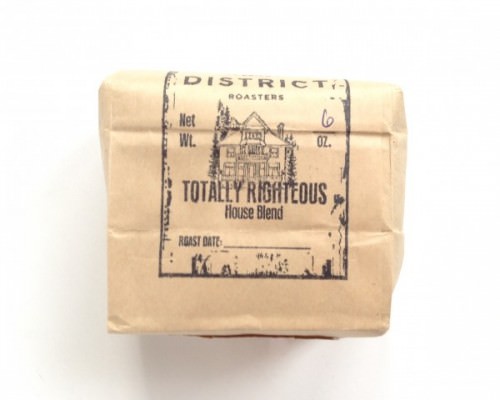 DISTRICT
ROASTERS
Net 6
Wt. oz.
TOTALLY RIGHTEOUS
House Blend
ROAST DATE: